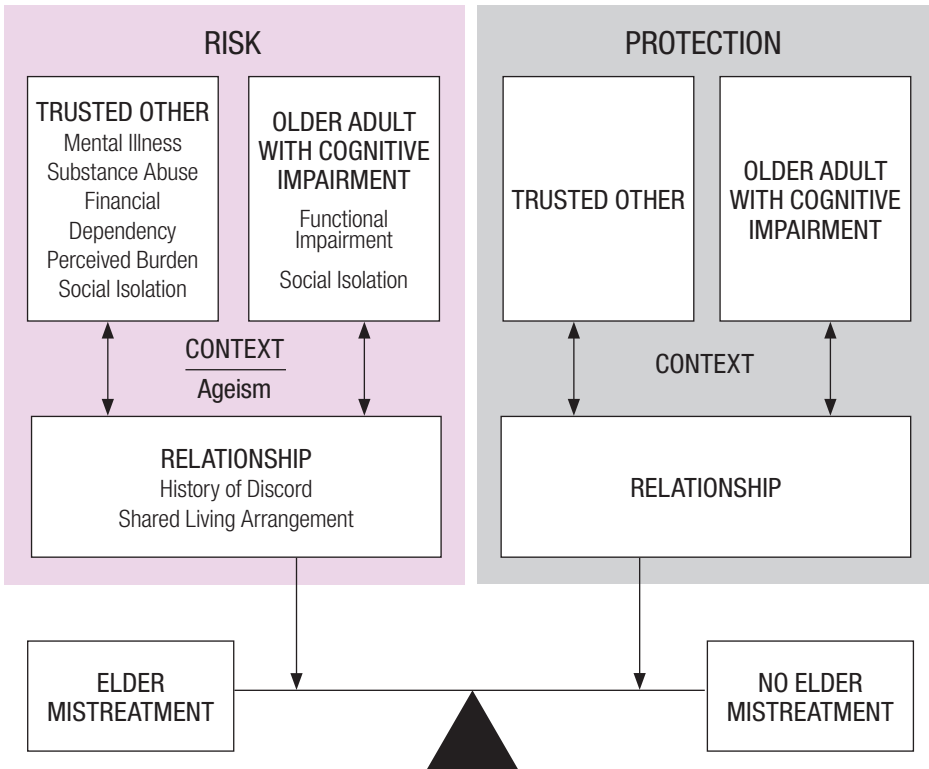 RISK
TRUSTED OTHER
Mental Illness
Substance Abuse
Financial
Dependency
Perceived Burden
Social Isolation
OLDER ADULT
WITH COGNITIVE
IMPAIRMENT
Functional
Impairment
Social Isolation
CONTEXT
Ageism
RELATIONSHIP
History of Discord
Shared Living Arrangement
PROTECTION
TRUSTED OTHER
OLDER ADULT
WITH COGNITIVE
IMPAIRMENT
CONTEXT
RELATIONSHIP
ELDER
MISTREATMENT
NO ELDER
MISTREATMENT